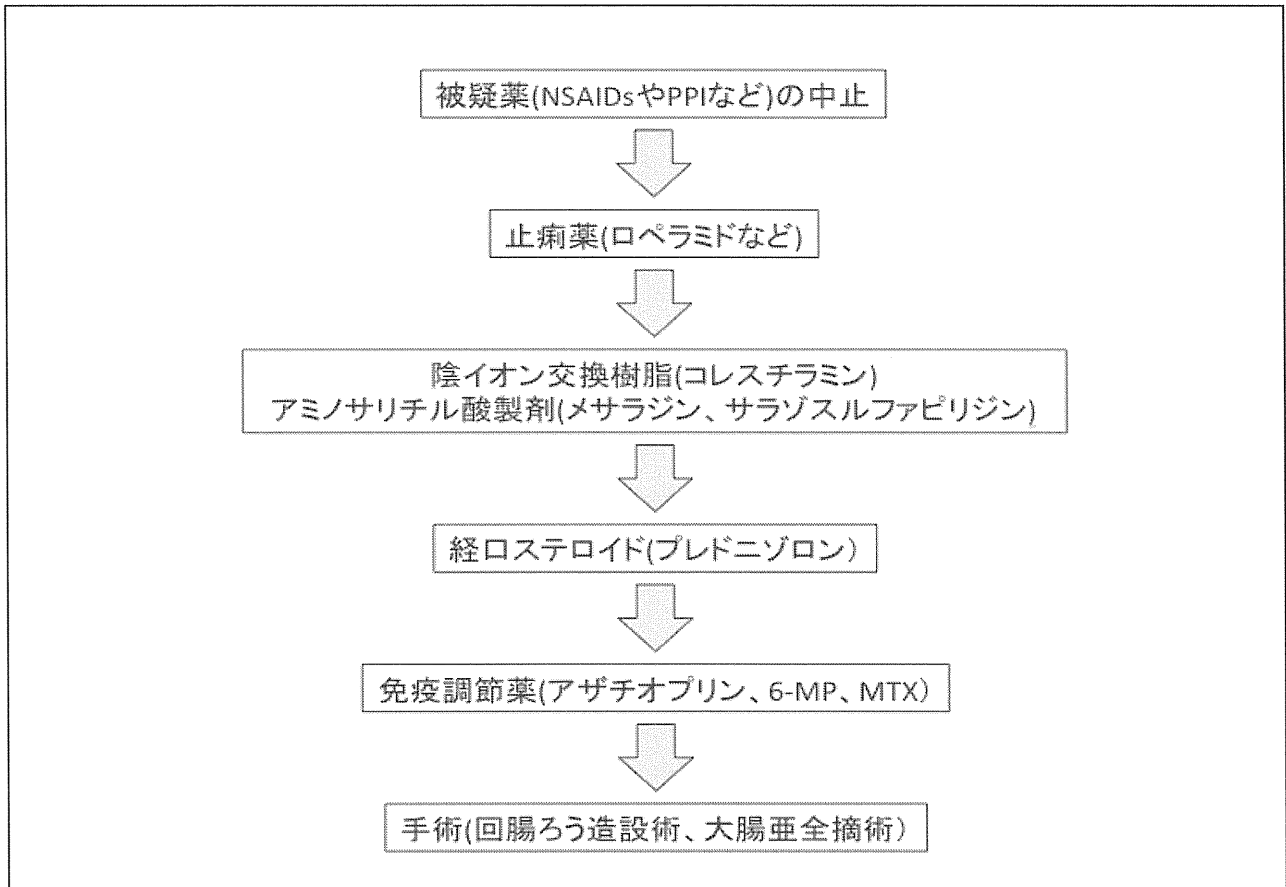 被疑薬(NSAIDsやPPIなど)の中止
止痢薬(ロペラミドなど)
陰イオン交換樹脂(コレスチラミン)
アミノサリチル酸製剤(メサラジン、サラゾスルファピリジン)
経口ステロイド(プレドニゾロン)
免疫調節薬(アザチオプリン、6-MP、MTX)
手術(回腸ろう造設術、大腸亜全摘術)